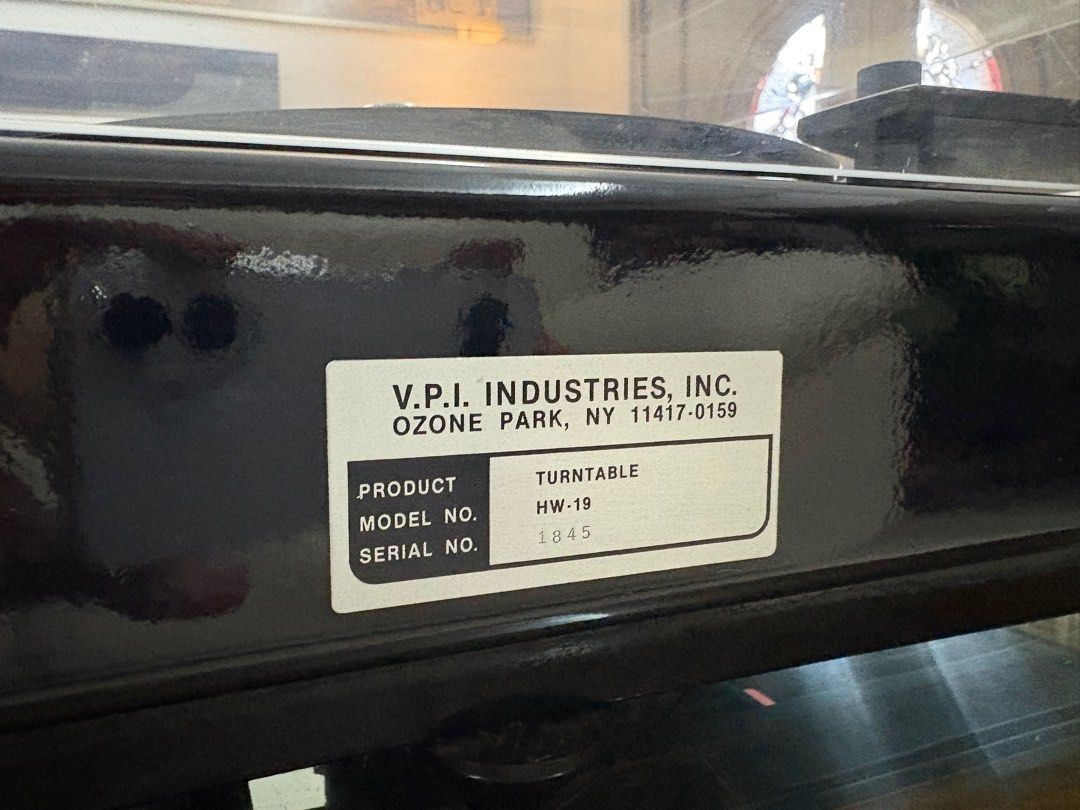 V.P.I. INDUSTRIES, INC.
OZONE PARK, NY 11417-0159
PRODUCT TURNTABLE
MODEL NO. HW-19
SERIAL NO. 1845